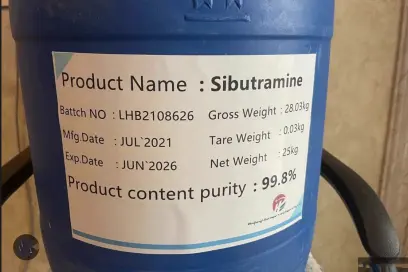 Product Name : Sibutramine
Battch NO : LHB2108626 Gross Weight : 28.03kg
Mfg.Date : JUL`2021 Tare Weight : 0.03kg
Exp.Date : JUN`2026 Net Weight : 25kg
Product content purity : 99.8%